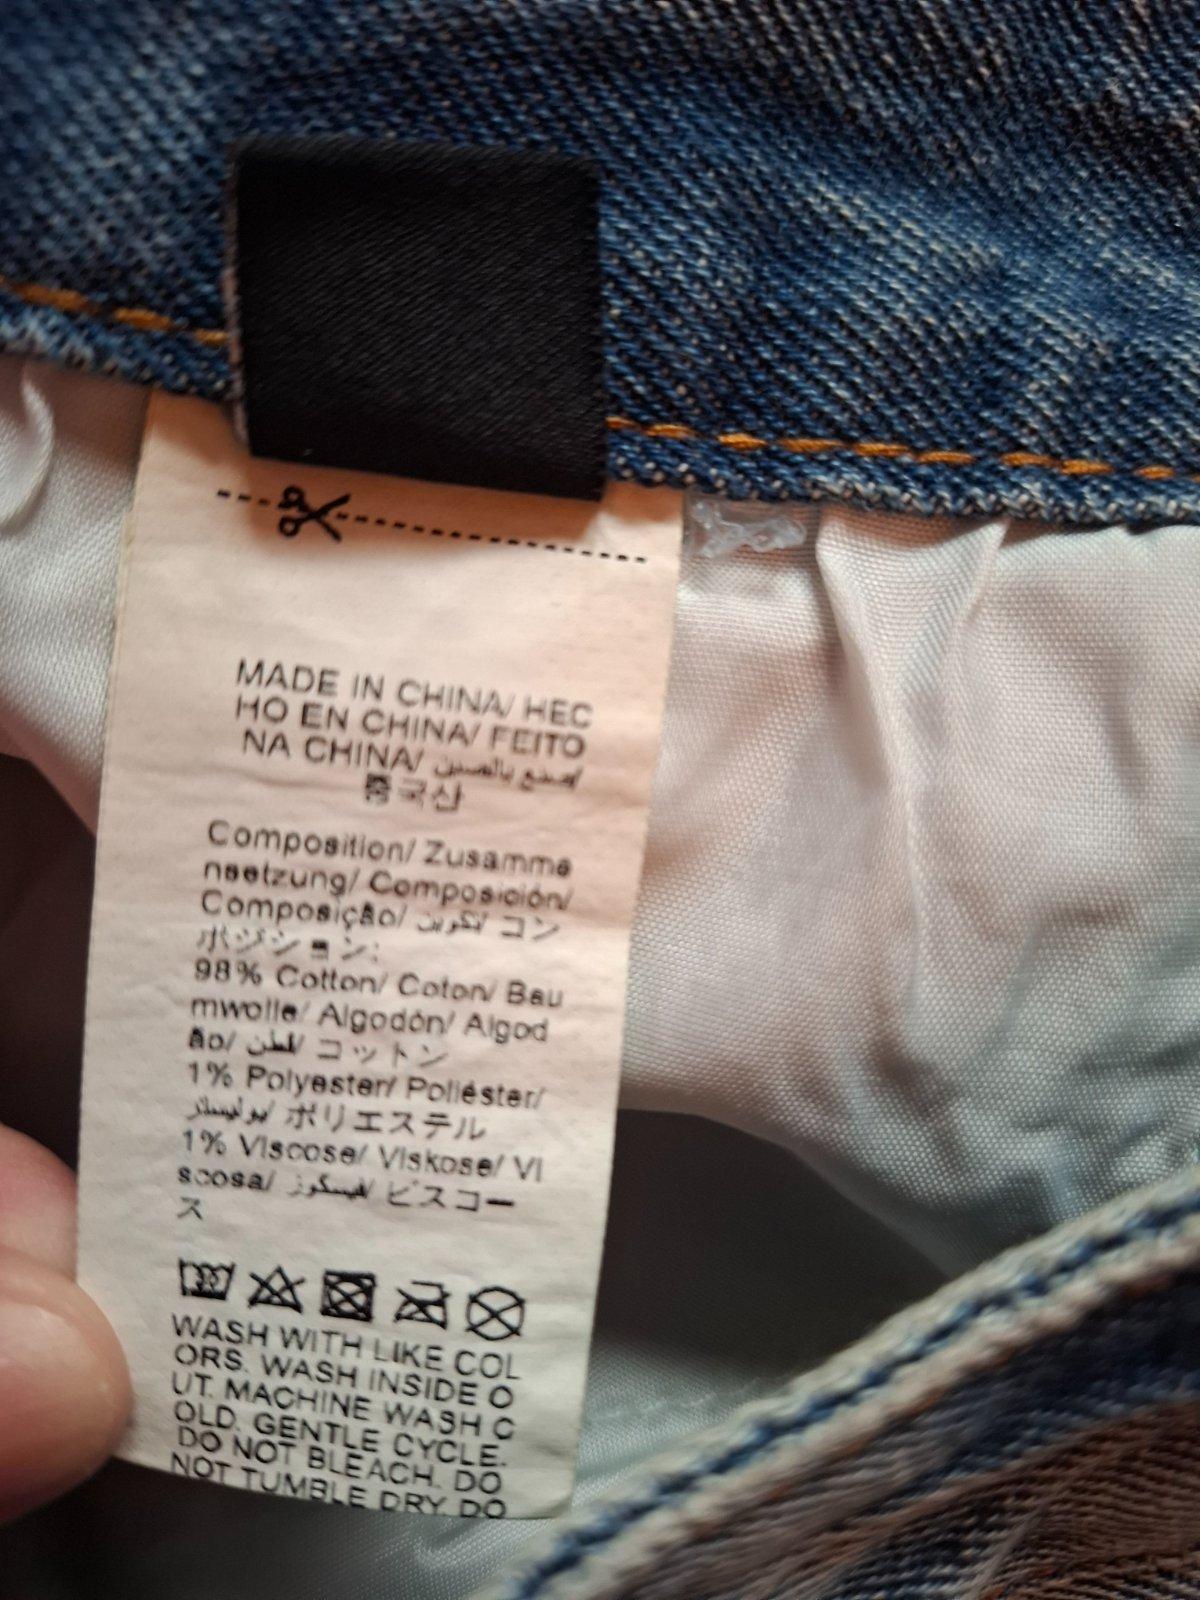 MADE IN CHINA/ HEC
HO EN CHINA/ FEITO
NA CHINA/ صنع بالصين/
중국산
Composition/ Zusamme
nsetzung/ Composición/
Composição/ تكوين/ コン
ポジション:
98% Cotton/ Coton/ Bau
mwolle/ Algodón/ Algod
ão/ القطن/ コットン
1% Polyester/ Poliéster/
بوليستر/ ポリエステル
1% Viscose/ Viskose/ Vi
scosa/ فيسكوز/ ビスコー
ス
30
WASH WITH LIKE COL
ORS. WASH INSIDE O
UT. MACHINE WASH C
OLD. GENTLE CYCLE.
DO NOT BLEACH. DO
NOT TUMBLE DRY. DO